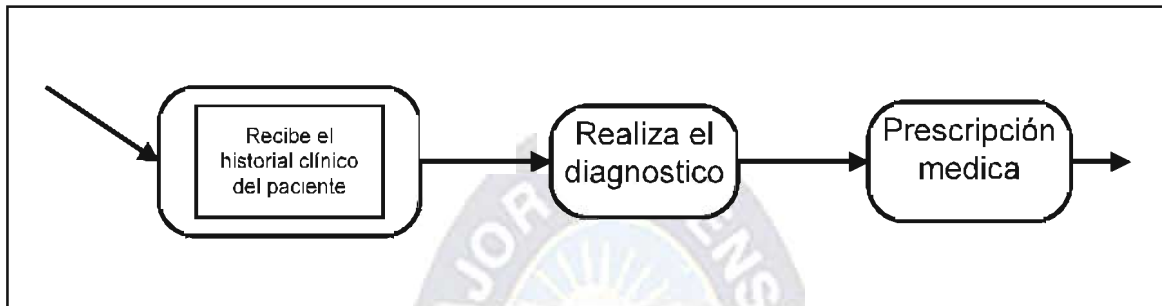 Recibe el
historial clínico
del paciente
Realiza el
diagnostico
Prescripción
medica